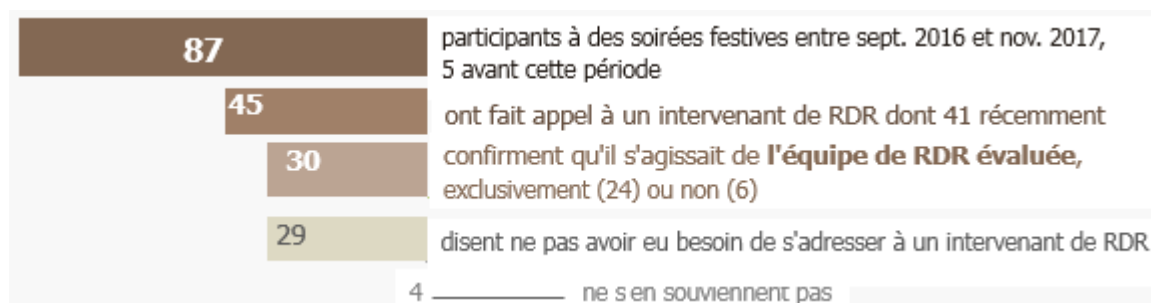 87 participants à des soirées festives entre sept. 2016 et nov. 2017,
5 avant cette période
45 ont fait appel à un intervenant de RDR dont 41 récemment
30 confirment qu'il s'agissait de l'équipe de RDR évaluée,
exclusivement (24) ou non (6)
29 disent ne pas avoir eu besoin de s'adresser à un intervenant de RDR
4 ne s'en souviennent pas